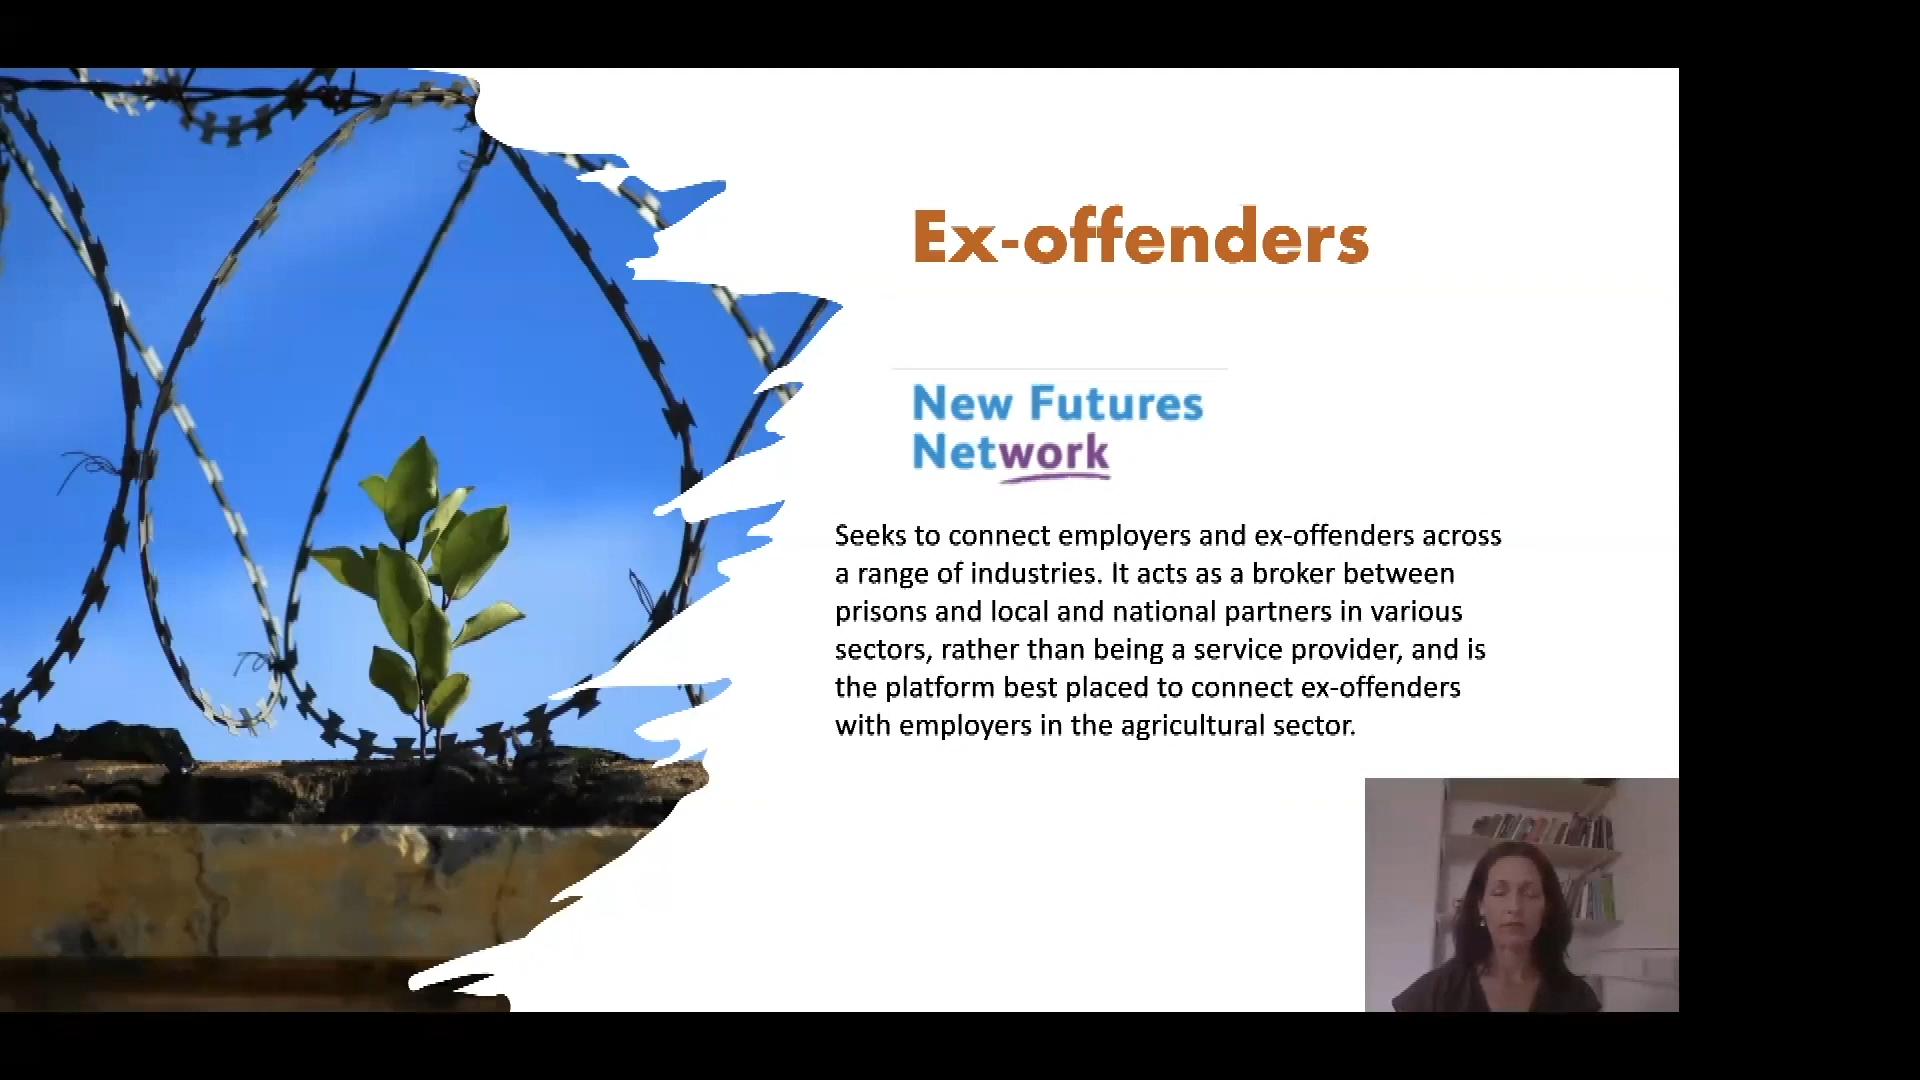 Ex-offenders
New Futures
Network
Seeks to connect employers and ex-offenders across
a range of industries. It acts as a broker between
prisons and local and national partners in various
sectors, rather than being a service provider, and is
the platform best placed to connect ex-offenders
with employers in the agricultural sector.